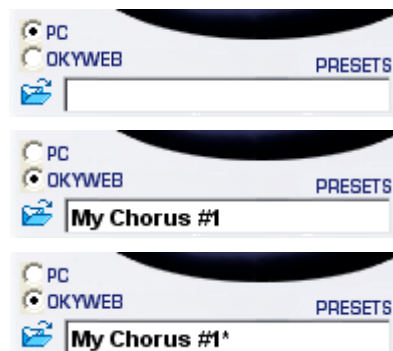 PC
OKYWEB
PRESETS
PC
OKYWEB
PRESETS
My Chorus #1
PC
OKYWEB
PRESETS
My Chorus #1*